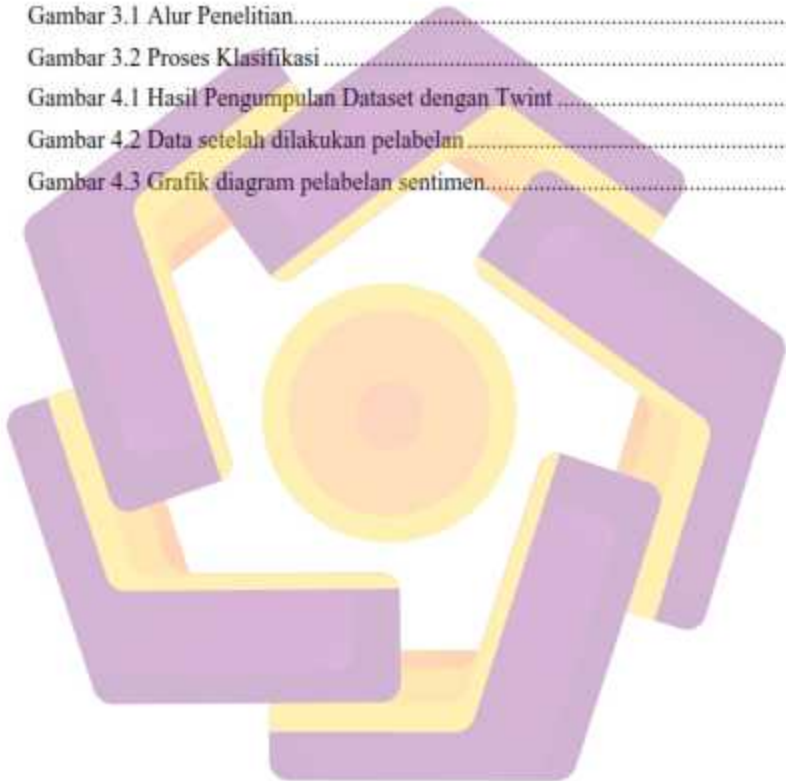 Gambar 3.1 Alur Penelitian....................................................................................
Gambar 3.2 Proses Klasifikasi..............................................................................
Gambar 4.1 Hasil Pengumpulan Dataset dengan Twint.......................................
Gambar 4.2 Data setelah dilakukan pelabelan......................................................
Gambar 4.3 Grafik diagram pelabelan sentimen..................................................